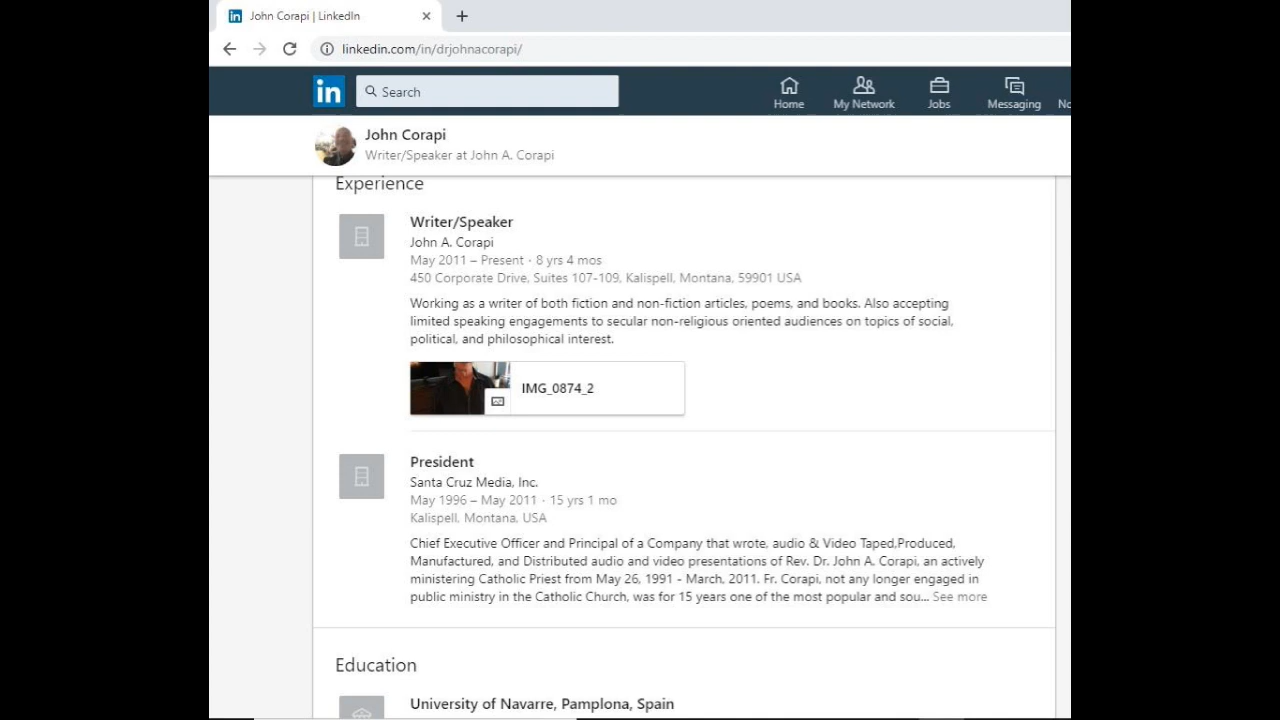 John Corapi | LinkedIn
linkedin.com/in/drjohnacorapi/
in
Search
Home
My Network
Jobs
Messaging
No
John Corapi
Writer/Speaker at John A. Corapi
Experience
Writer/Speaker
John A. Corapi
May 2011 – Present · 8 yrs 4 mos
450 Corporate Drive, Suites 107-109, Kalispell, Montana, 59901 USA
Working as a writer of both fiction and non-fiction articles, poems, and books. Also accepting
limited speaking engagements to secular non-religious oriented audiences on topics of social,
political, and philosophical interest.
IMG_0874_2
President
Santa Cruz Media, Inc.
May 1996 – May 2011 · 15 yrs 1 mo
Kalispell, Montana, USA
Chief Executive Officer and Principal of a Company that wrote, audio & Video Taped,Produced,
Manufactured, and Distributed audio and video presentations of Rev. Dr. John A. Corapi, an actively
ministering Catholic Priest from May 26, 1991 - March, 2011. Fr. Corapi, not any longer engaged in
public ministry in the Catholic Church, was for 15 years one of the most popular and sou... See more
Education
University of Navarre, Pamplona, Spain